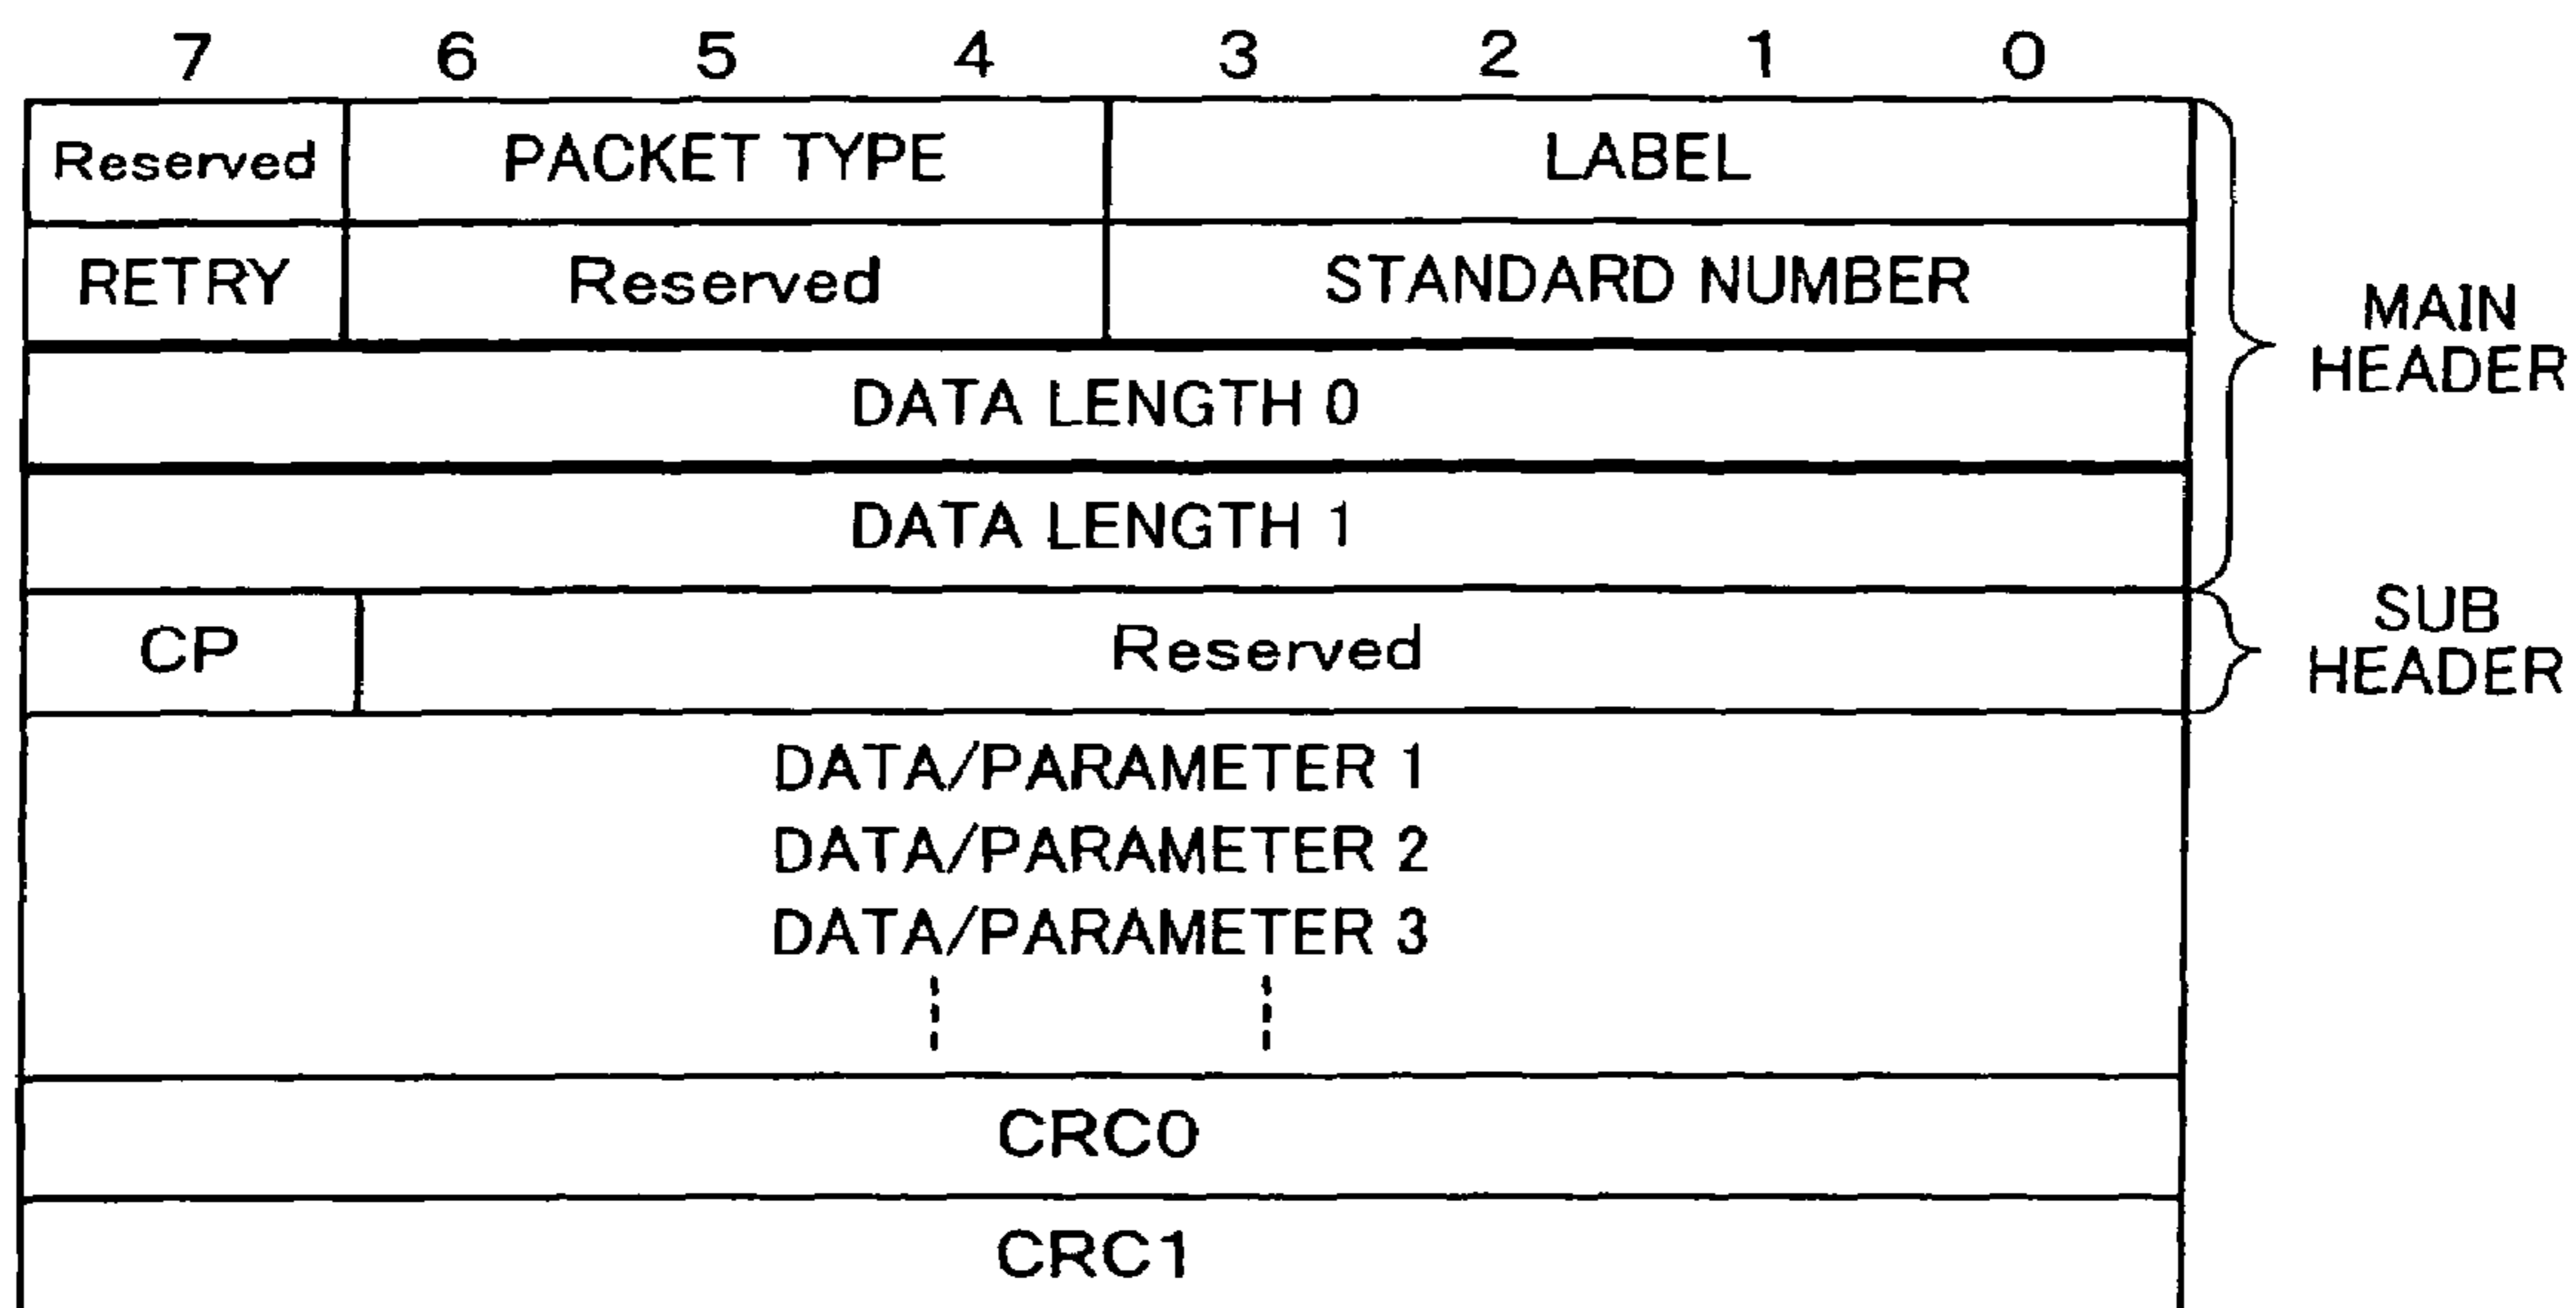 7 6 5 4 3 2 1 0
Reserved PACKET TYPE LABEL
RETRY Reserved STANDARD NUMBER
MAIN
HEADER
DATA LENGTH 0
DATA LENGTH 1
CP Reserved
SUB
HEADER
DATA/PARAMETER 1
DATA/PARAMETER 2
DATA/PARAMETER 3
CRC0
CRC1